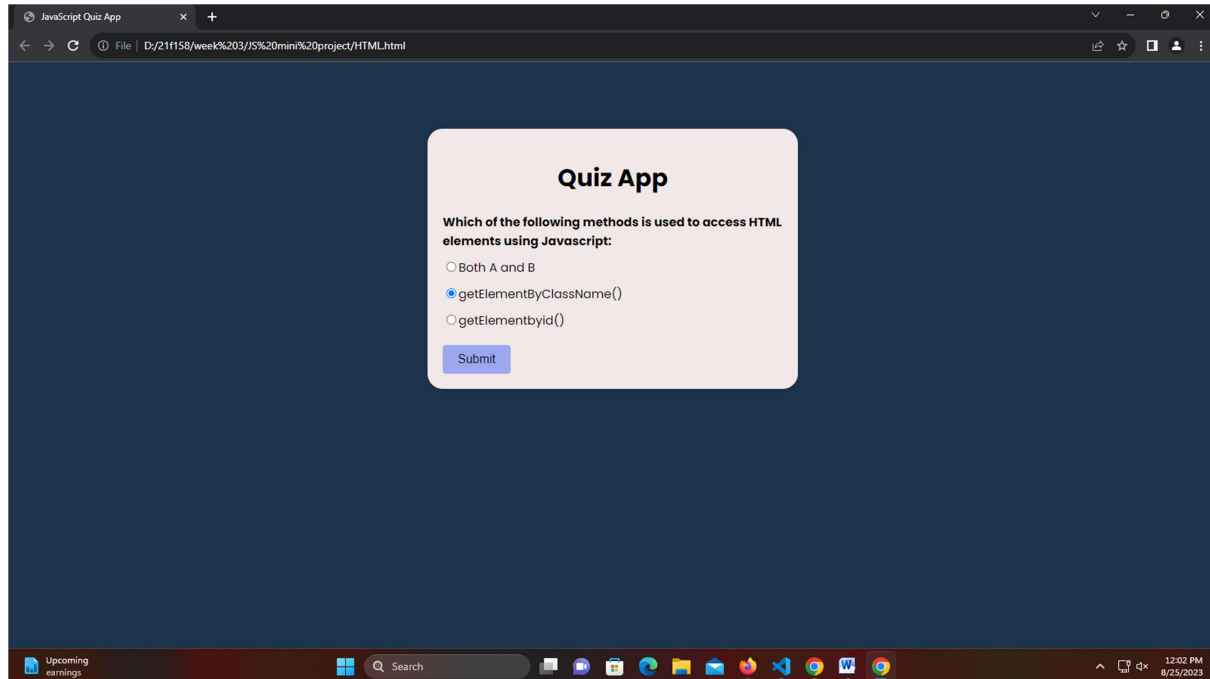 JavaScript Quiz App
File
D:/21f158/week%203/JS%20mini%20project/HTML.html
Quiz App
Which of the following methods is used to access HTML
elements using Javascript:
Both A and B
getElementByClassName()
getElementbyid()
Submit
Upcoming
earnings
Search
12:02 PM
8/25/2023